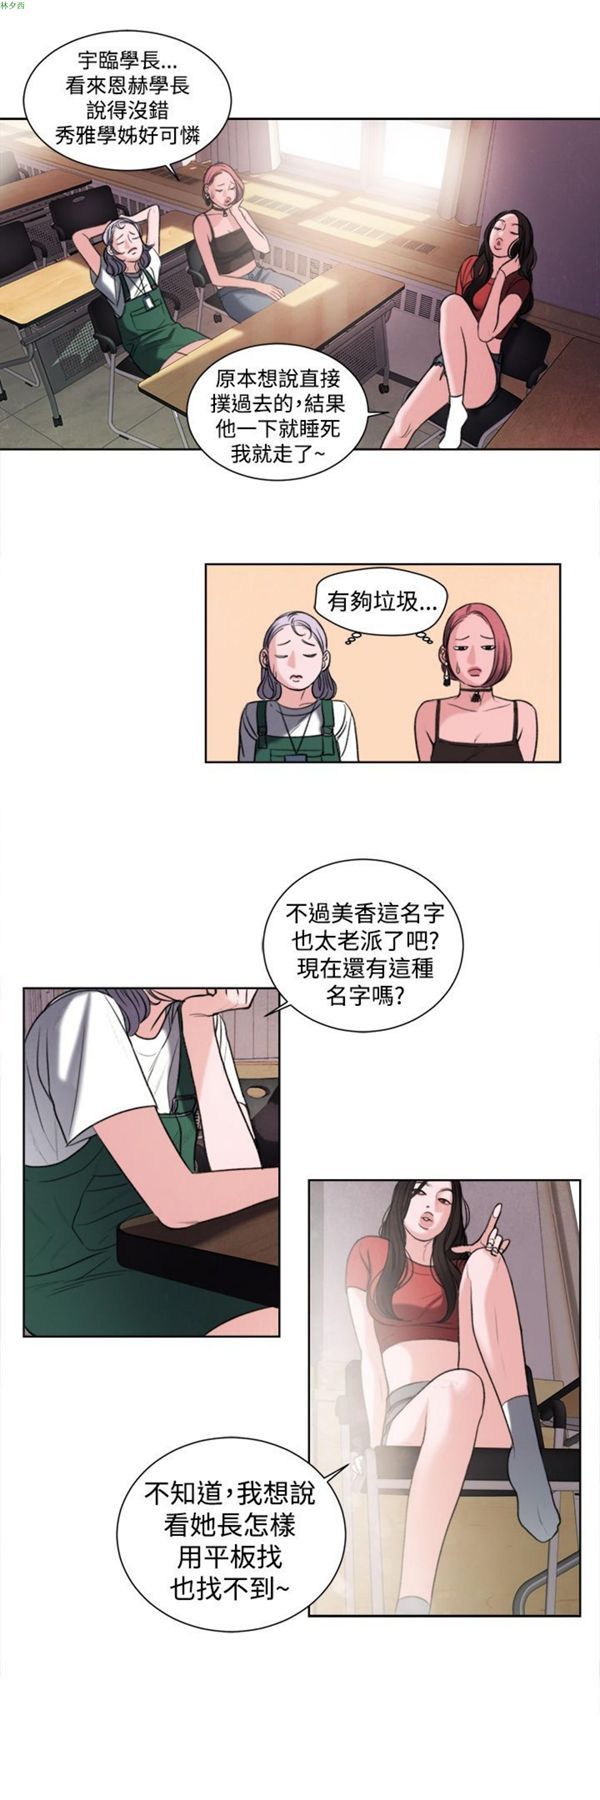 林夕西
宇臨學長...
看來恩赫學長
說得沒錯
秀雅學姊好可憐
原本想說直接
撲過去的，結果
他一下就睡死
我就走了~
有夠垃圾...
不過美香這名字
也太老派了吧?
現在還有這種
名字嗎?
不知道，我想說
看她長怎樣
用平板找
也找不到~